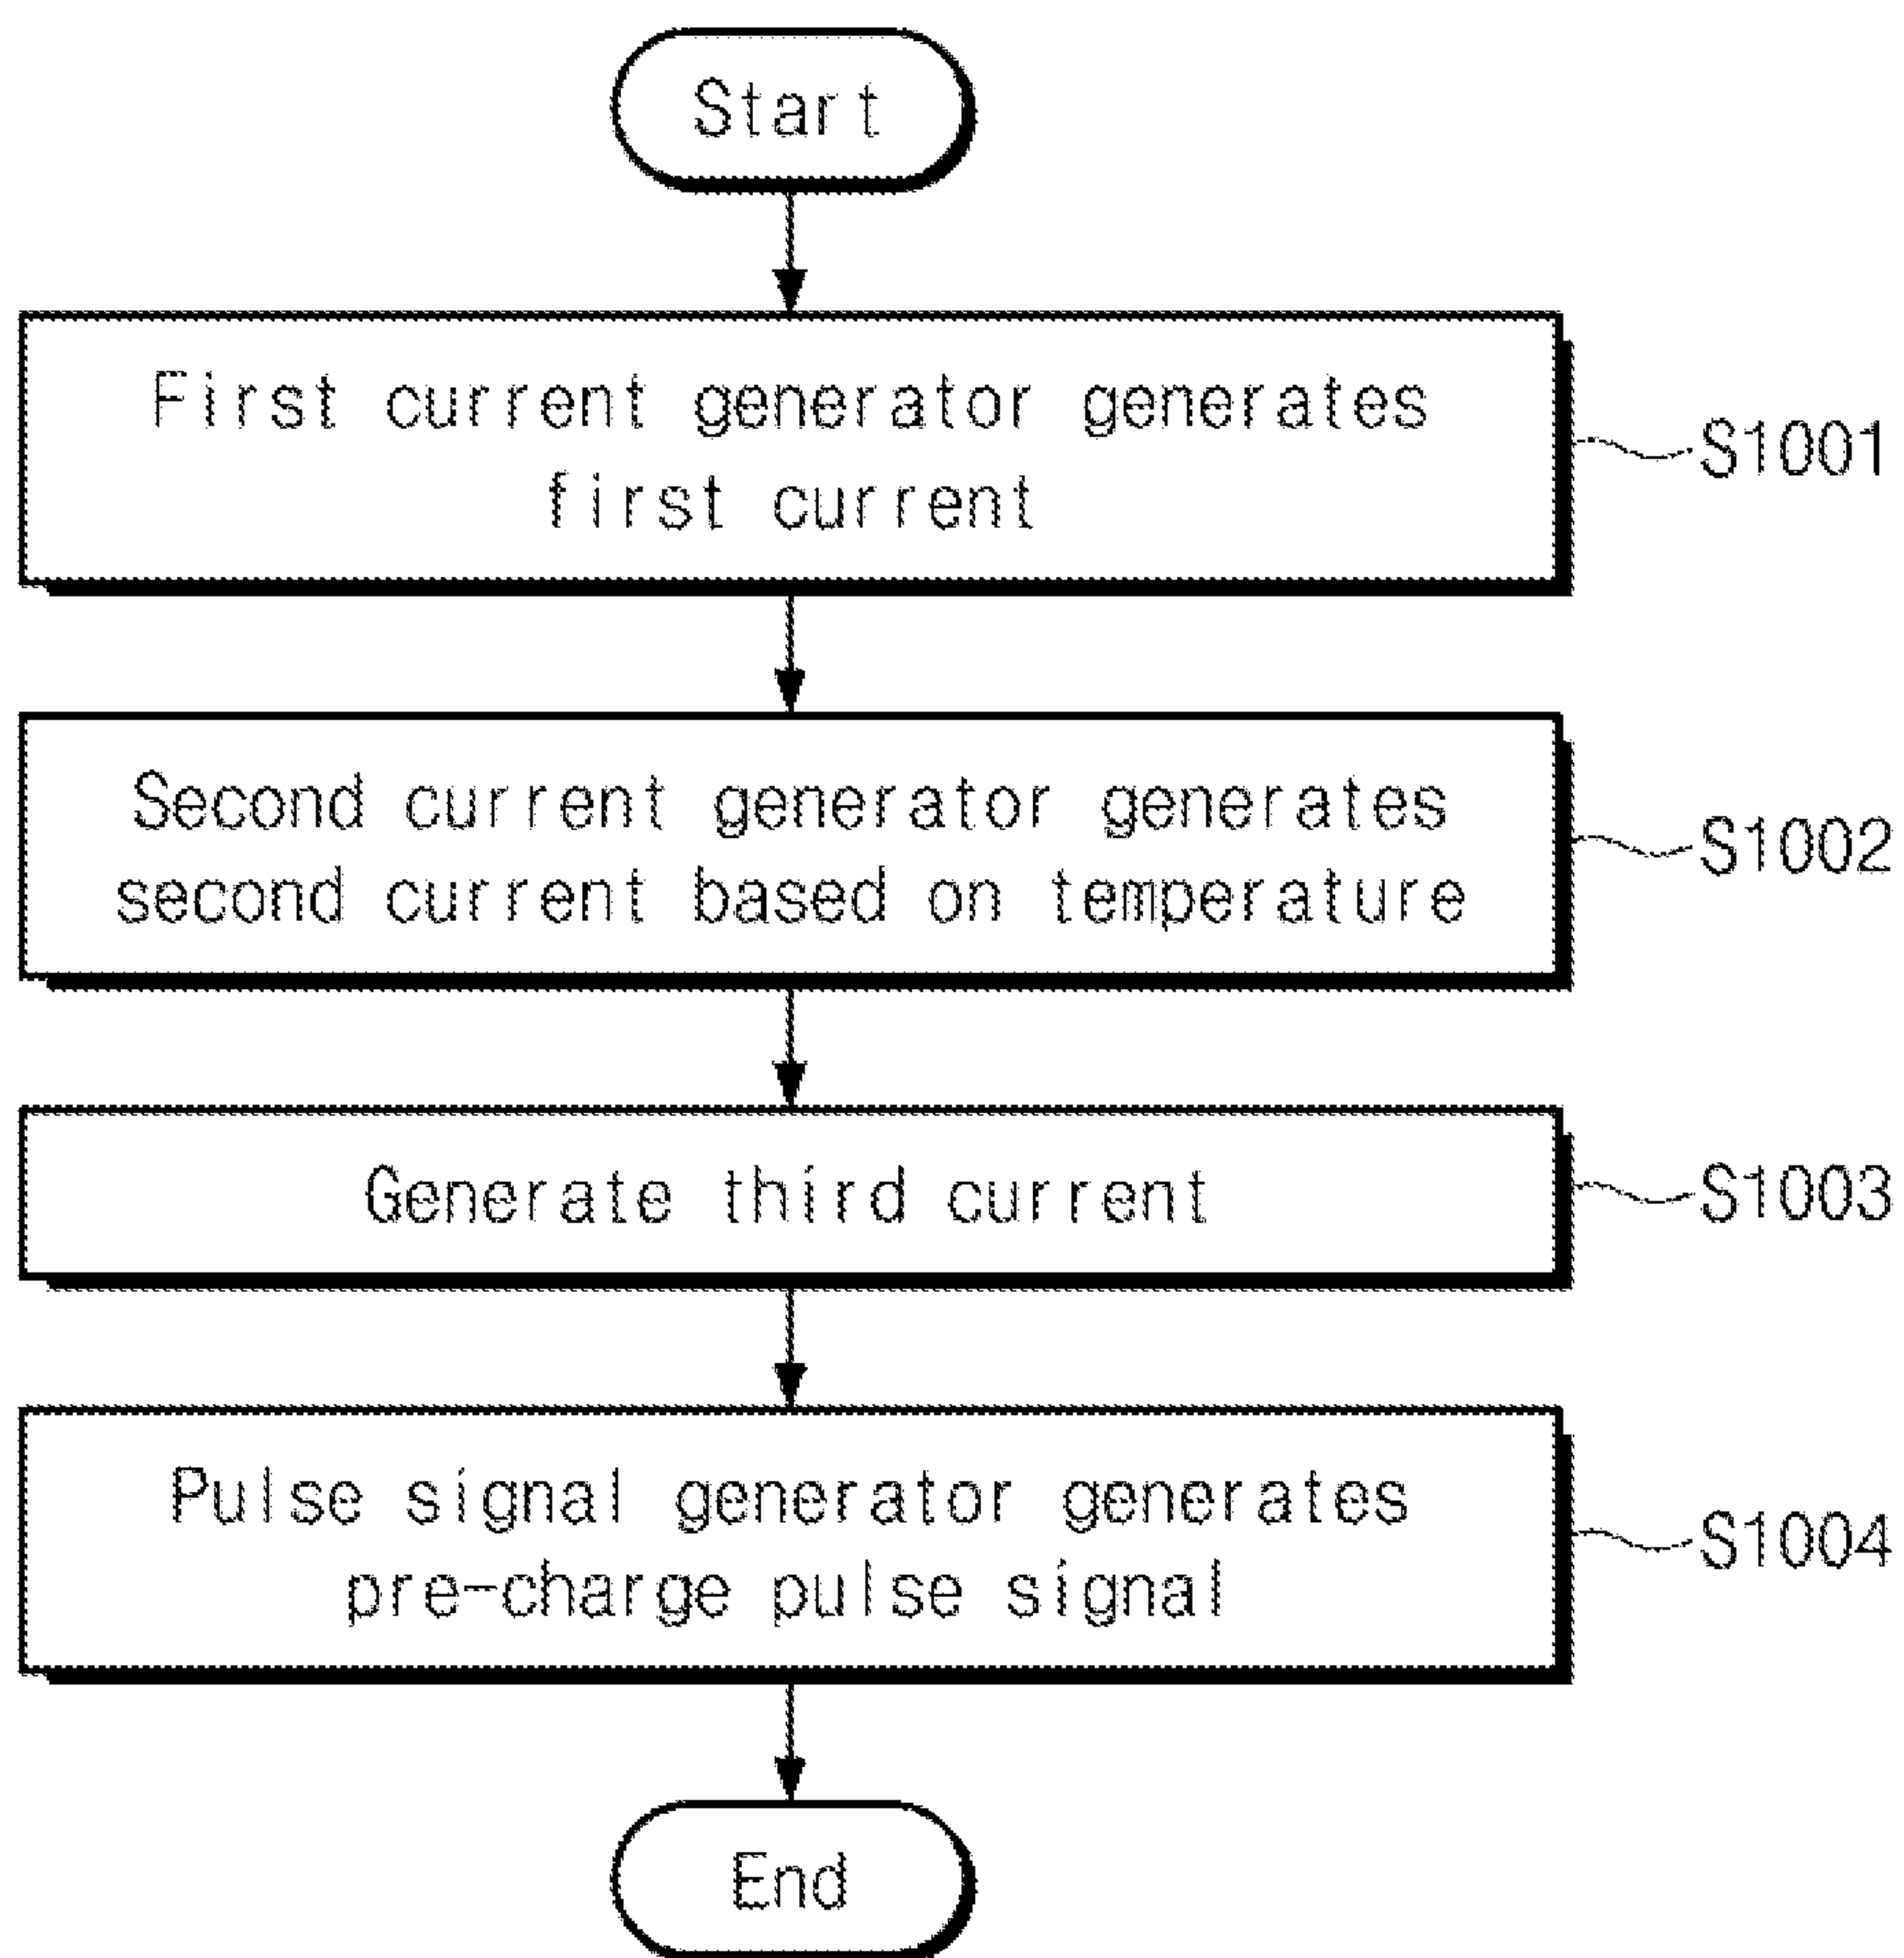 Start
First current generator generates
first current
S1001
Second current generator generates
second current based on temperature
S1002
Generate third current
S1003
Pulse signal generator generates
pre-charge pulse signal
S1004
End